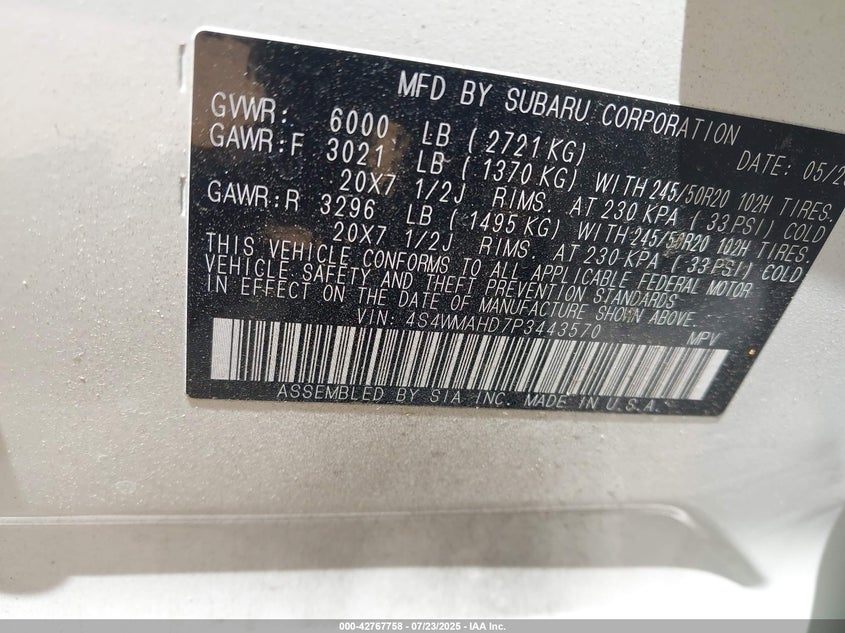 MFD BY SUBARU CORPORATION
GVWR: 6000 LB (2721 KG) DATE: 05/20
GAWR:F 3021 LB (1370 KG) WITH 245/50R20 102H TIRES.
20X7 1/2J RIMS. AT 230 KPA (33 PSI) COLD
GAWR:R 3296 LB (1495 KG) WITH 245/50R20 102H TIRES.
20X7 1/2J RIMS. AT 230 KPA (33 PSI) COLD
THIS VEHICLE CONFORMS TO ALL APPLICABLE FEDERAL MOTOR
VEHICLE SAFETY AND THEFT PREVENTION STANDARDS
IN EFFECT ON THE DATE OF MANUFACTURE SHOWN ABOVE.
VIN: 4S4WMAHD7P3443570 MPV
ASSEMBLED BY SIA INC. MADE IN U.S.A.
000-42767758 - 07/23/2025 - IAA Inc.